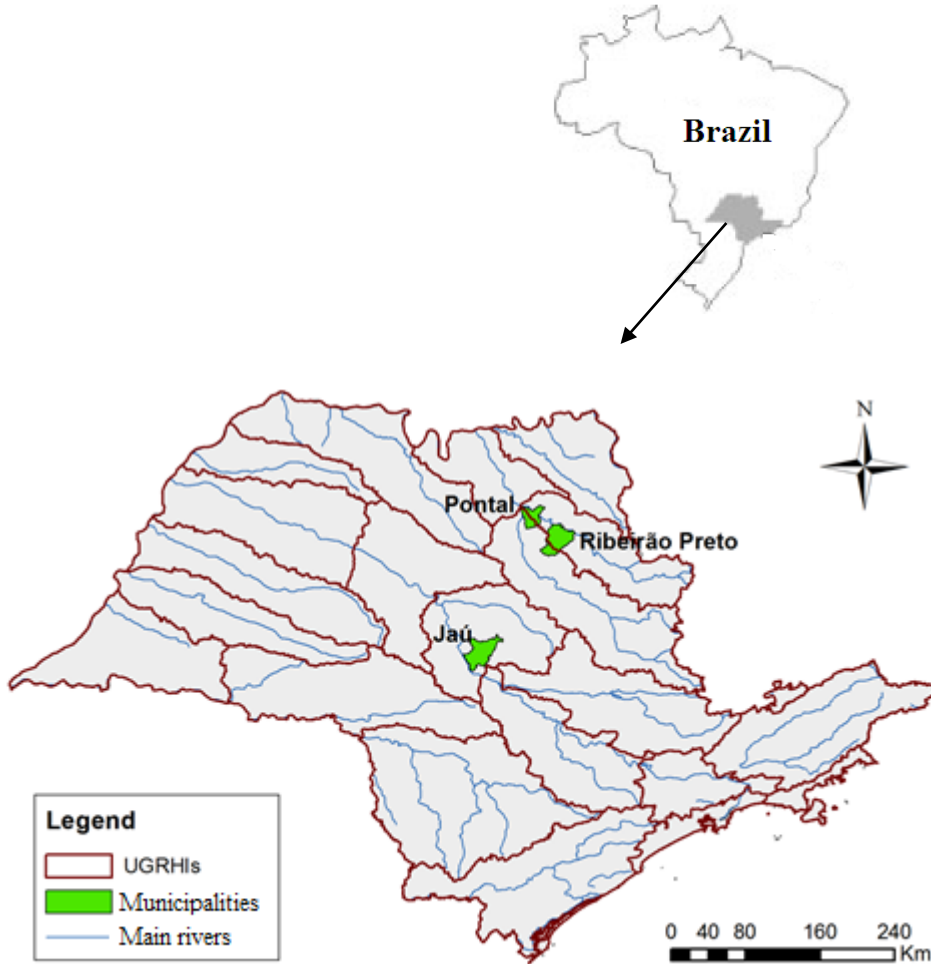 Brazil
N
Pontal
Ribeirão Preto
Jaú
Legend
UGRHIs
Municipalities
Main rivers
0 40 80 160 240
Km